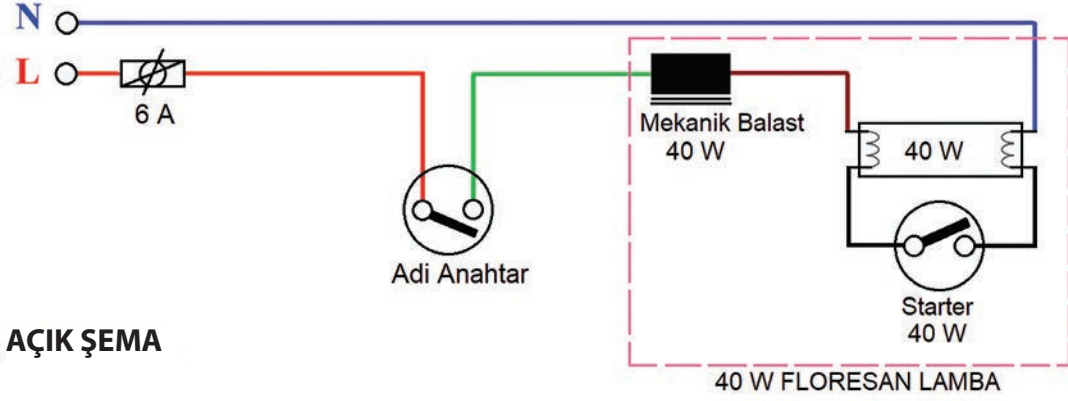 N
L
6 A
Adi Anahtar
Mekanik Balast
40 W
40 W
Starter
40 W
AÇIK ŞEMA
40 W FLORESAN LAMBA